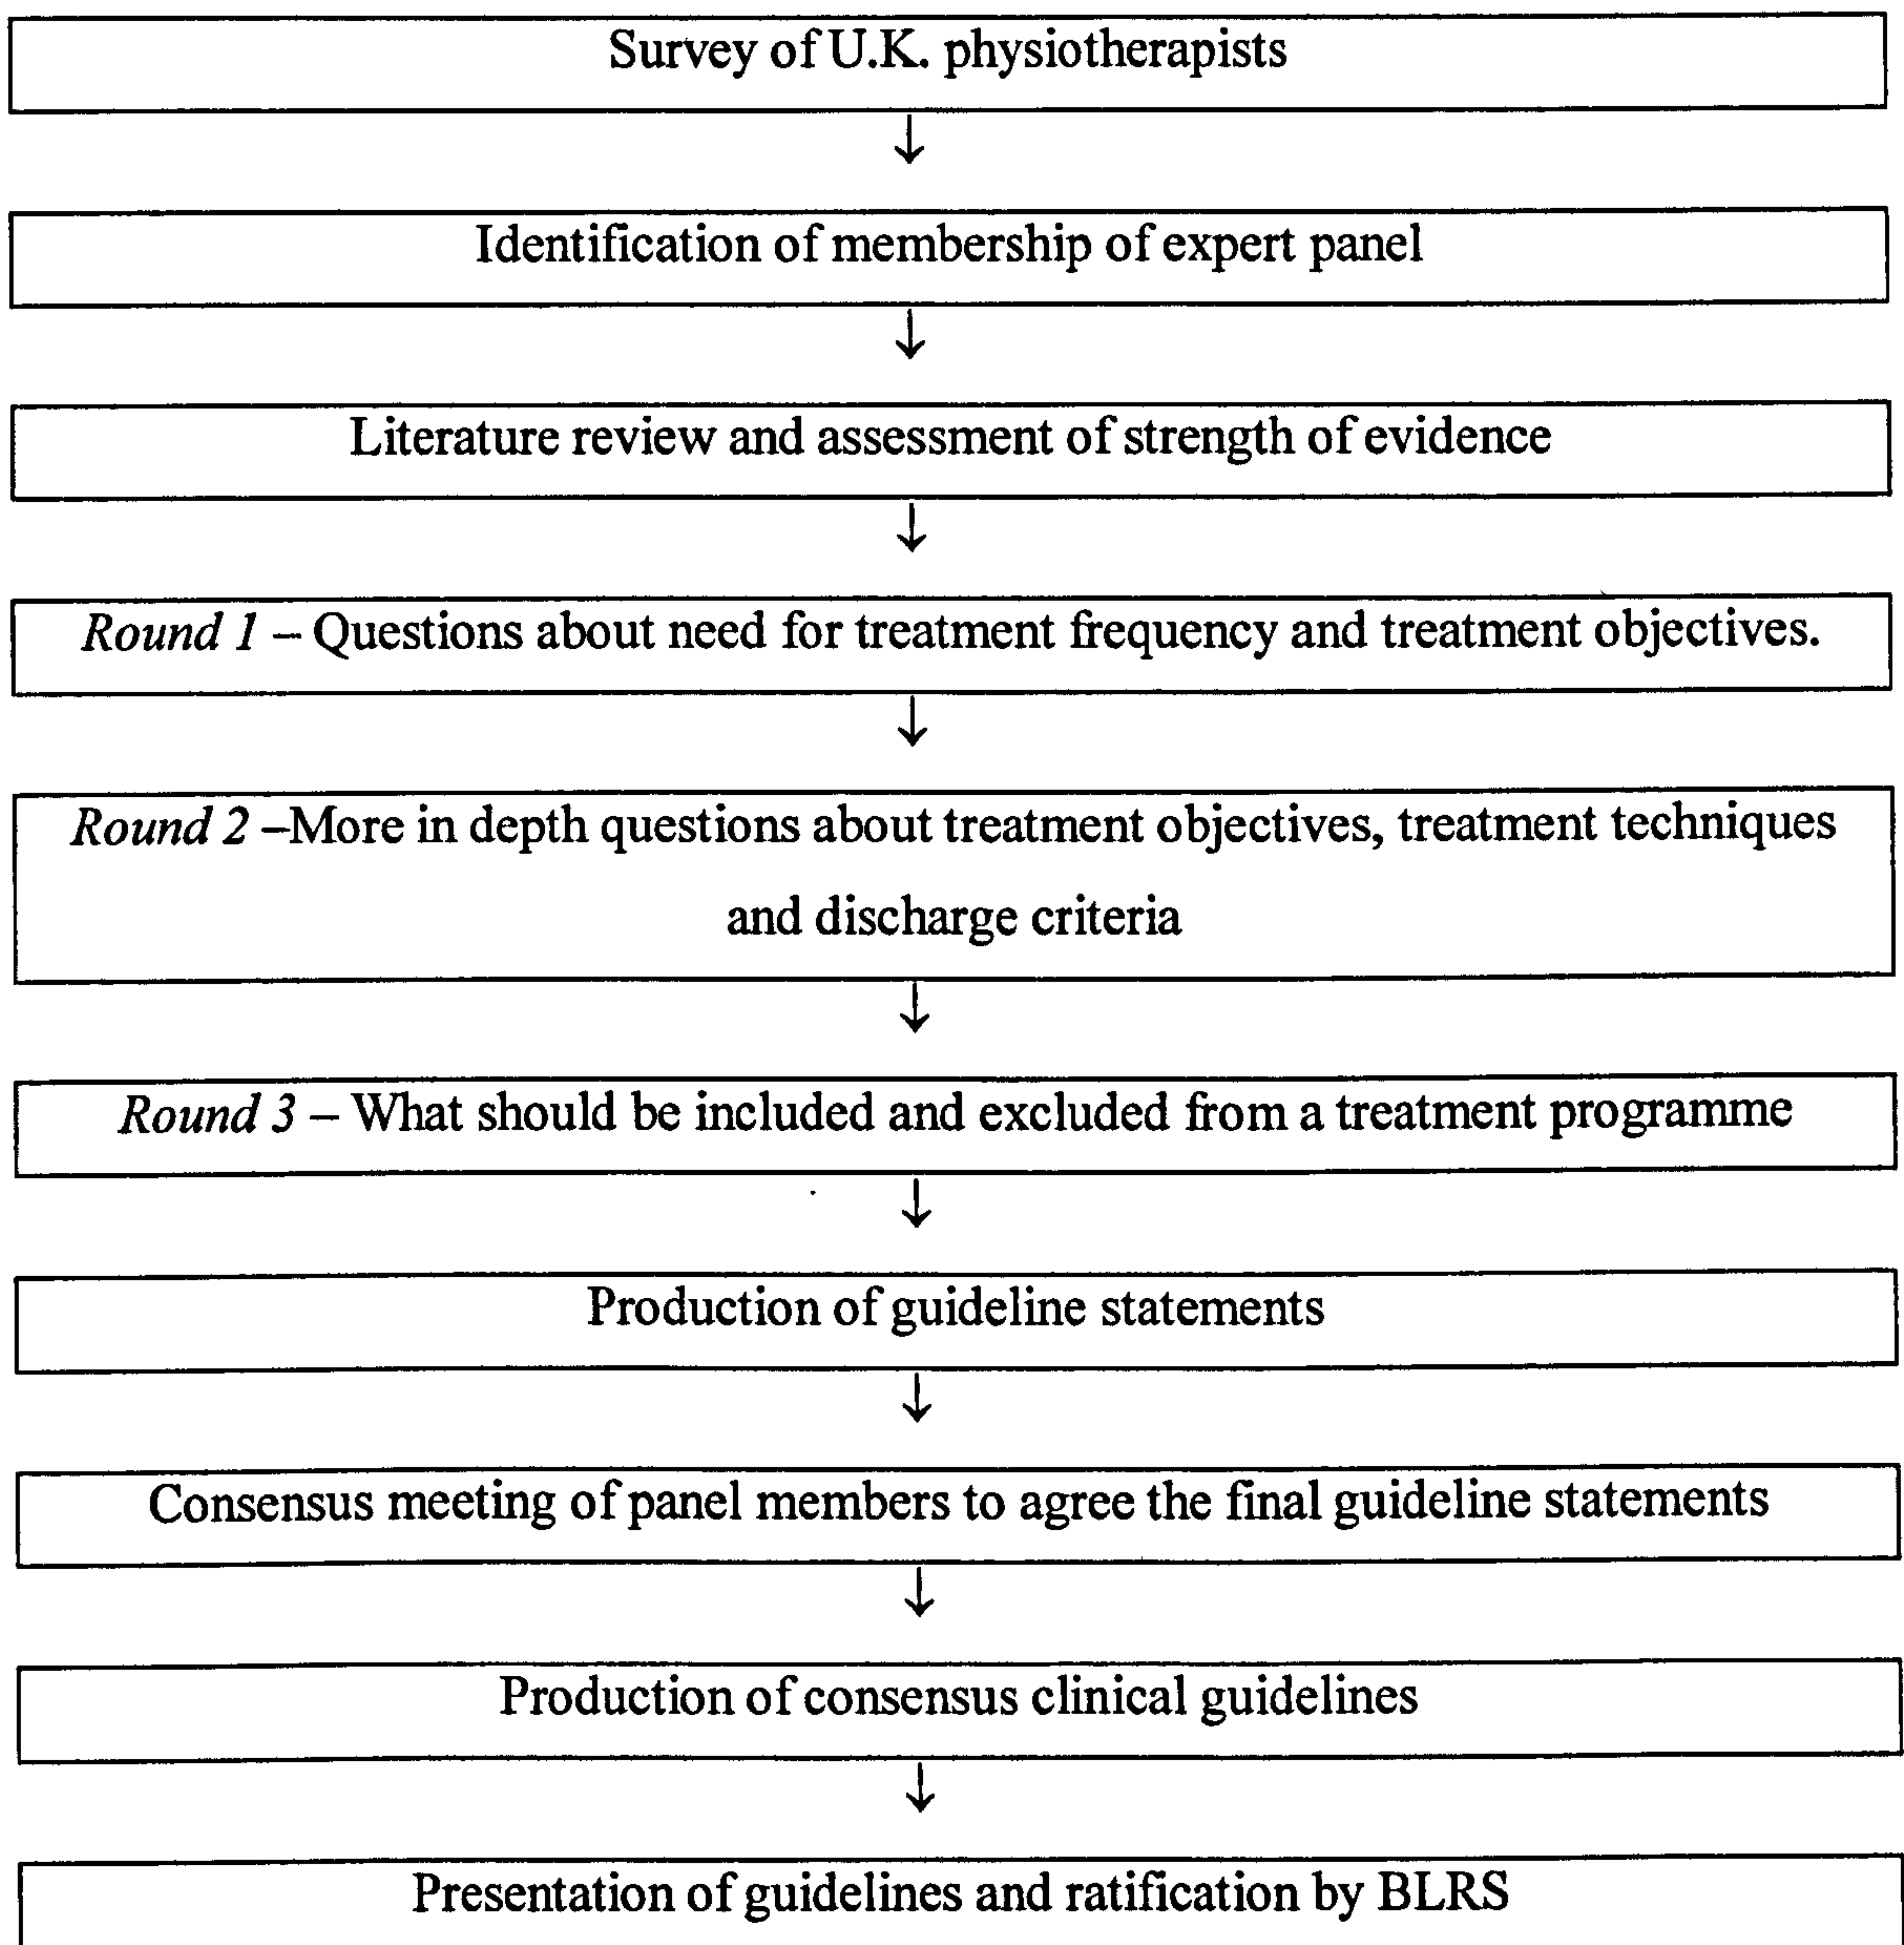 Survey of U.K. physiotherapists
↓
Identification of membership of expert panel
↓
Literature review and assessment of strength of evidence
↓
Round 1 – Questions about need for treatment frequency and treatment objectives.
↓
Round 2 –More in depth questions about treatment objectives, treatment techniques
and discharge criteria
↓
Round 3 – What should be included and excluded from a treatment programme
↓
Production of guideline statements
↓
Consensus meeting of panel members to agree the final guideline statements
↓
Production of consensus clinical guidelines
↓
Presentation of guidelines and ratification by BLRS